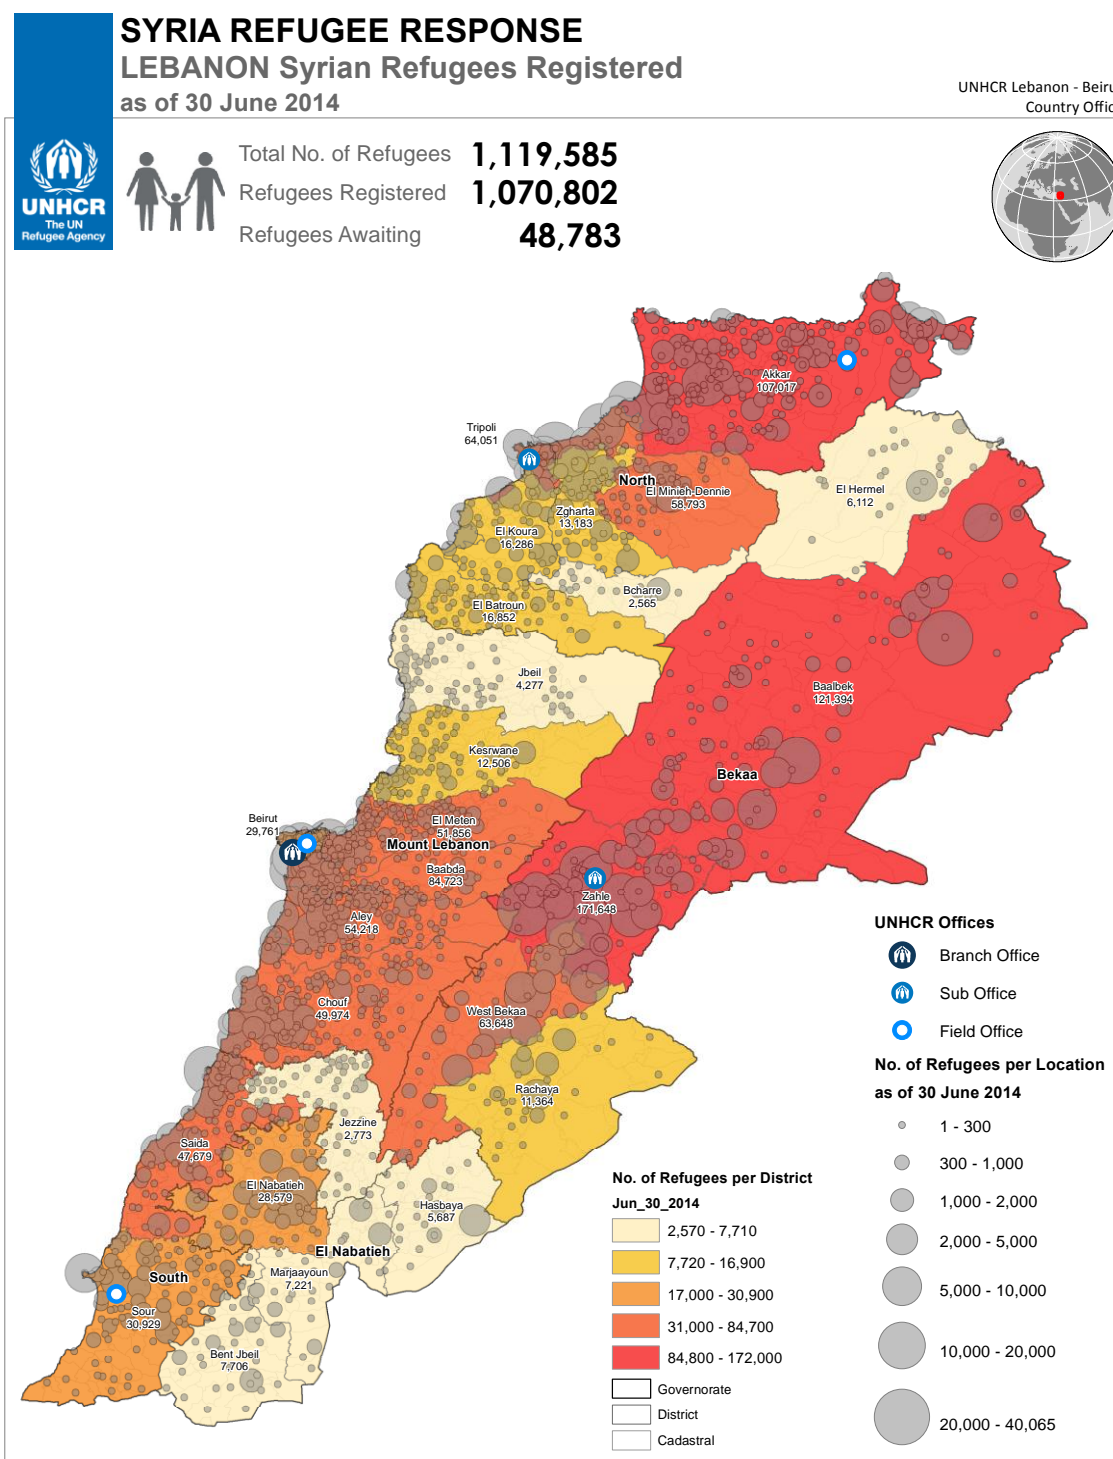 SYRIA REFUGEE RESPONSE
LEBANON Syrian Refugees Registered
as of 30 June 2014
UNHCR Lebanon - Beiru
Country Offic
UNHCR
The UN
Refugee Agency
Total No. of Refugees 1,119,585
Refugees Registered 1,070,802
Refugees Awaiting 48,783
Akkar
107,017
Tripoli
64,051
North
El Minieh-Dennie
58,793
El Hermel
6,112
Zgharta
13,183
El Koura
16,286
Bcharre
2,565
El Batroun
16,852
Jbeil
4,277
Baalbek
121,394
Kesrwane
12,506
Bekaa
Beirut
29,761
El Meten
51,856
Mount Lebanon
Baabda
84,723
Zahle
171,648
Aley
54,218
Chouf
49,974
West Bekaa
63,648
Rachaya
11,364
Jezzine
2,773
Saida
47,679
El Nabatieh
28,579
Hasbaya
5,687
El Nabatieh
South
Marjaayoun
7,221
Sour
30,929
Bent Jbeil
7,706
UNHCR Offices
Branch Office
Sub Office
Field Office
No. of Refugees per Location
as of 30 June 2014
1 - 300
300 - 1,000
1,000 - 2,000
2,000 - 5,000
5,000 - 10,000
10,000 - 20,000
20,000 - 40,065
No. of Refugees per District
Jun_30_2014
2,570 - 7,710
7,720 - 16,900
17,000 - 30,900
31,000 - 84,700
84,800 - 172,000
Governorate
District
Cadastral